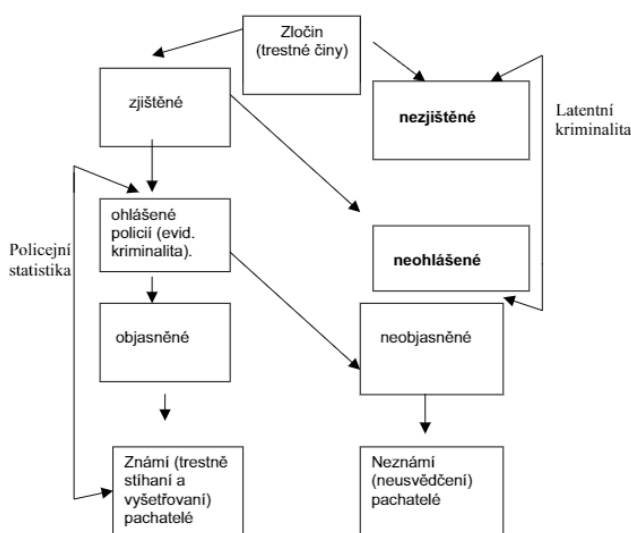 Zločin
(trestné činy)
zjištěné
nezjištěné
Latentní
kriminalita
ohlášené
policií (evid.
kriminalita).
Policejní
statistika
neohlášené
objasněné
neobjasněné
Známí (trestně
stíhaní a
vyšetřovaní)
pachatelé
Neznámí
(neusvědčení)
pachatelé